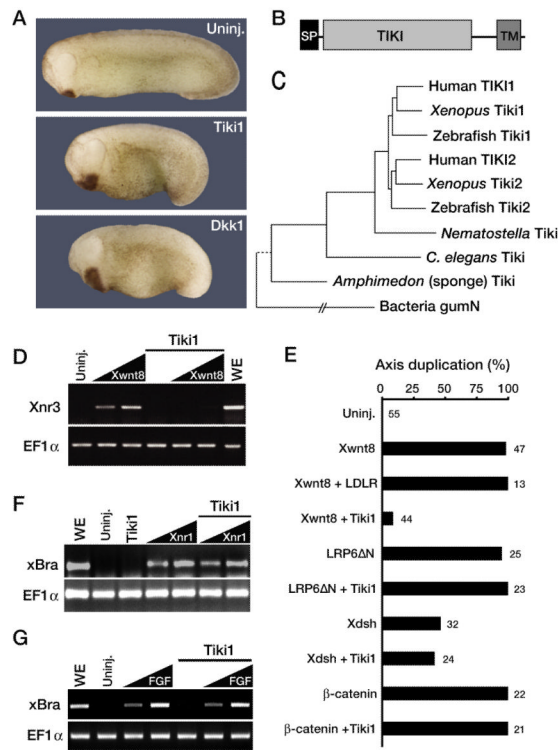 A
Uninj.
Tiki1
Dkk1
B
SP TIKI TM
C
Human TIKI1
Xenopus Tiki1
Zebrafish Tiki1
Human TIKI2
Xenopus Tiki2
Zebrafish Tiki2
Nematostella Tiki
C. elegans Tiki
Amphimedon (sponge) Tiki
Bacteria gumN
D
Tiki1
Uninj. Xwnt8 Xwnt8 WE
Xnr3
EF1α
E
Axis duplication (%)
0 50 100
Uninj. 55
Xwnt8 47
Xwnt8 + LDLR 13
Xwnt8 + Tiki1 44
LRP6ΔN 25
LRP6ΔN + Tiki1 23
Xdsh 32
Xdsh + Tiki1 24
β-catenin 22
β-catenin + Tiki1 21
F
Tiki1
WE Uninj. Tiki1 Xnr1 Xnr1
xBra
EF1α
G
Tiki1
WE Uninj. FGF FGF
xBra
EF1α